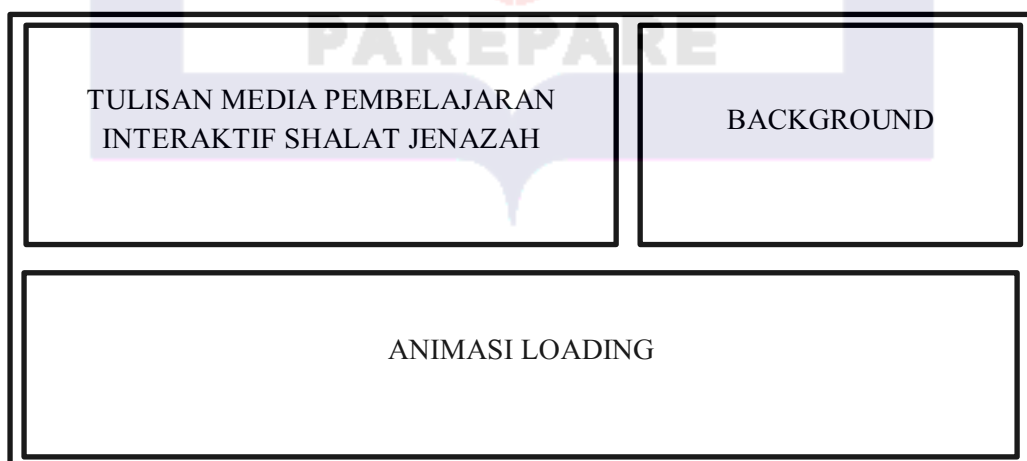 PAREPARE
TULISAN MEDIA PEMBELAJARAN
INTERAKTIF SHALAT JENAZAH
BACKGROUND
ANIMASI LOADING